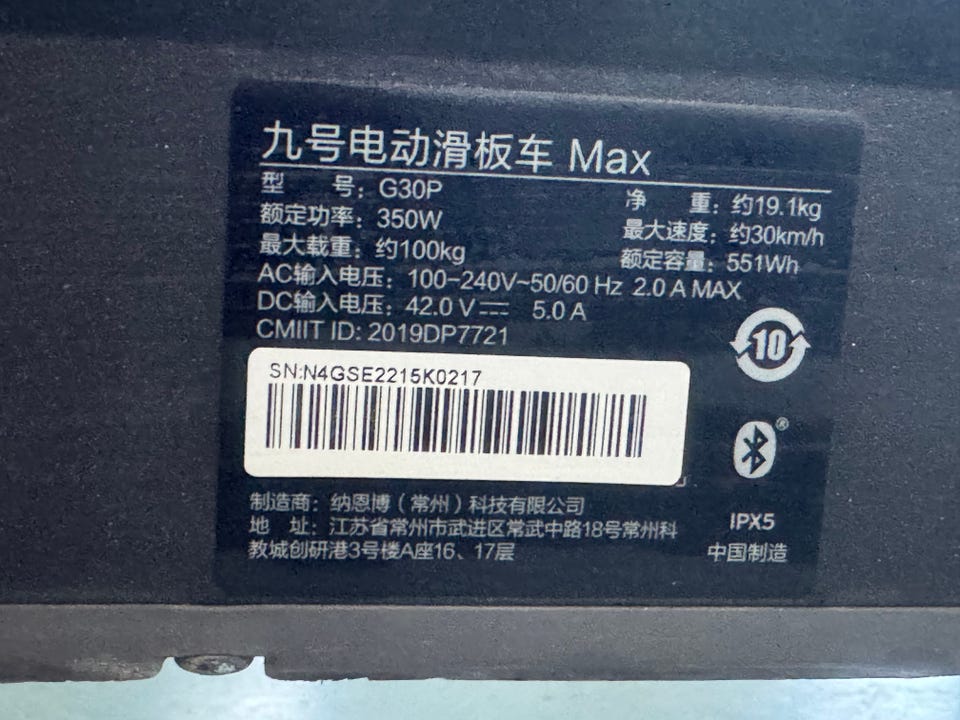 九号电动滑板车 Max
型 号：G30P
净 重：约19.1kg
额定功率：350W
最大速度：约30km/h
最大载重：约100kg
额定容量：551Wh
AC输入电压：100-240V~50/60 Hz 2.0 A MAX
DC输入电压：42.0 V⎓ 5.0 A
CMIIT ID: 2019DP7721
10
SN:N4GSE2215K0217
®
制造商：纳恩博（常州）科技有限公司
地 址：江苏省常州市武进区常武中路18号常州科
教城创研港3号楼A座16、17层
IPX5
中国制造